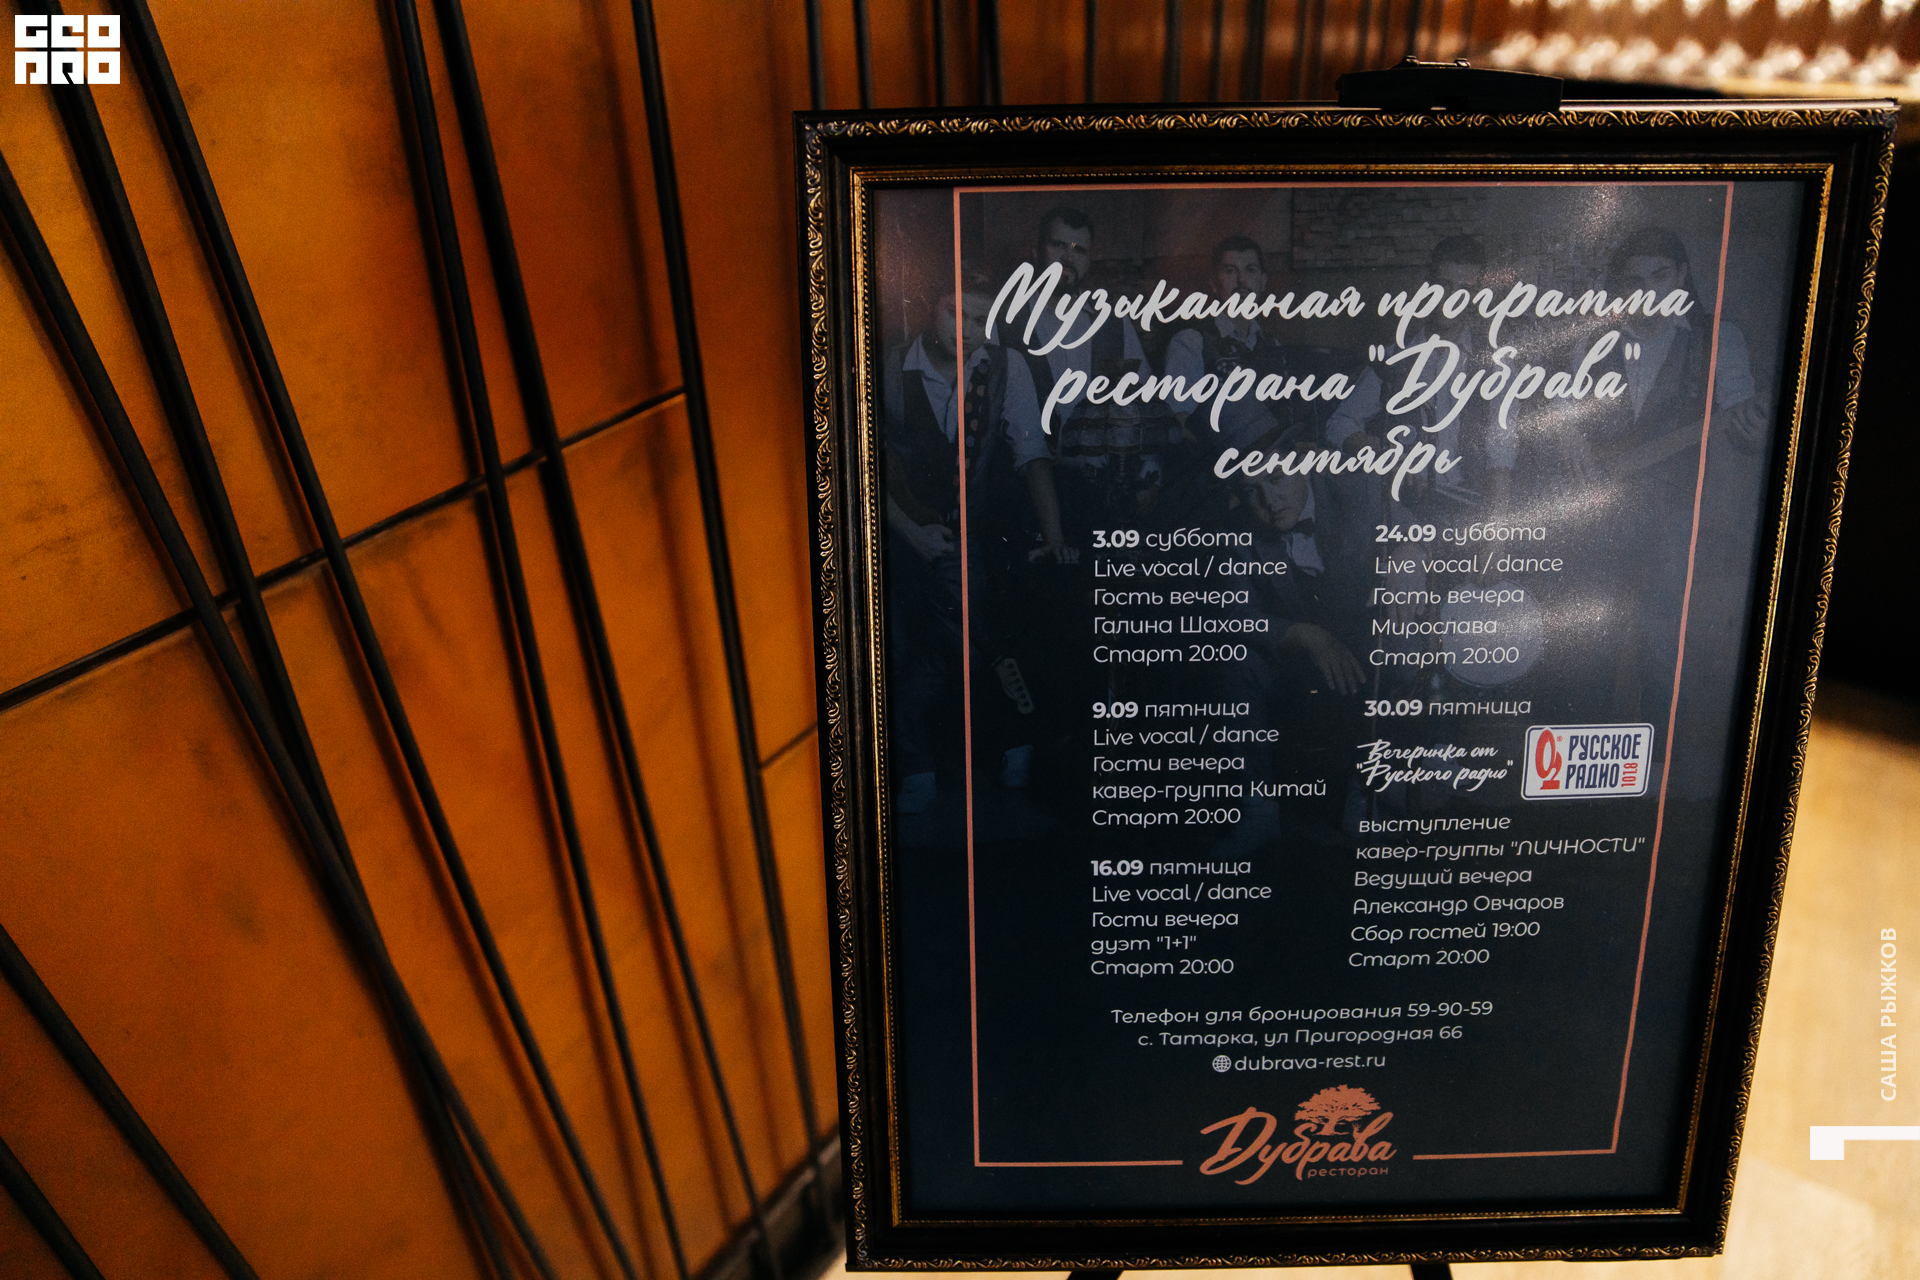 GEO
PRO
Музыкальная программа
ресторана "Дубрава"
сентябрь
3.09 суббота
Live vocal / dance
Гость вечера
Галина Шахова
Старт 20:00
9.09 пятница
Live vocal / dance
Гости вечера
кавер-группа Китай
Старт 20:00
16.09 пятница
Live vocal / dance
Гости вечера
дуэт "1+1"
Старт 20:00
24.09 суббота
Live vocal / dance
Гость вечера
Мирослава
Старт 20:00
30.09 пятница
Вечеринка от
"Русского радио"
РУССКОЕ
РАДИО 101.8
выступление
кавер-группы "ЛИЧНОСТИ"
Ведущий вечера
Александр Овчаров
Сбор гостей 19:00
Старт 20:00
Телефон для бронирования 59-90-59
с. Татарка, ул Пригородная 66
dubrava-rest.ru
Дубрава
ресторан
САША РЫЖКОВ